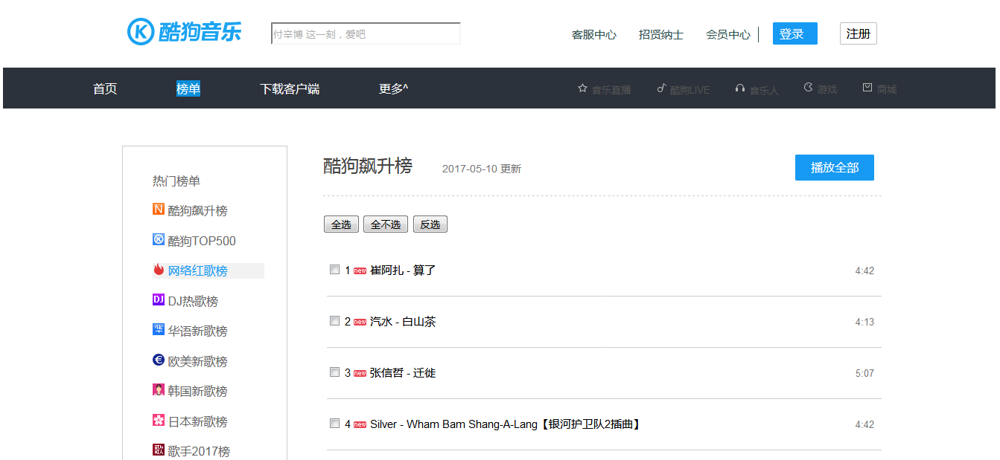 酷狗音乐
付辛博 这一刻，爱吧
客服中心 招贤纳士 会员中心 登录 注册
首页 榜单 下载客户端 更多^ 音乐直播 酷狗LIVE 音乐人 游戏 商城
热门榜单
N 酷狗飙升榜
酷狗TOP500
网络红歌榜
DJ DJ热歌榜
华 华语新歌榜
€ 欧美新歌榜
韩国新歌榜
日本新歌榜
歌 歌手2017榜
酷狗飙升榜 2017-05-10 更新 播放全部
全选 全不选 反选
1 new 崔阿扎 - 算了 4:42
2 new 汽水 - 白山茶 4:13
3 new 张信哲 - 迁徙 5:07
4 new Silver - Wham Bam Shang-A-Lang【银河护卫队2插曲】 4:42